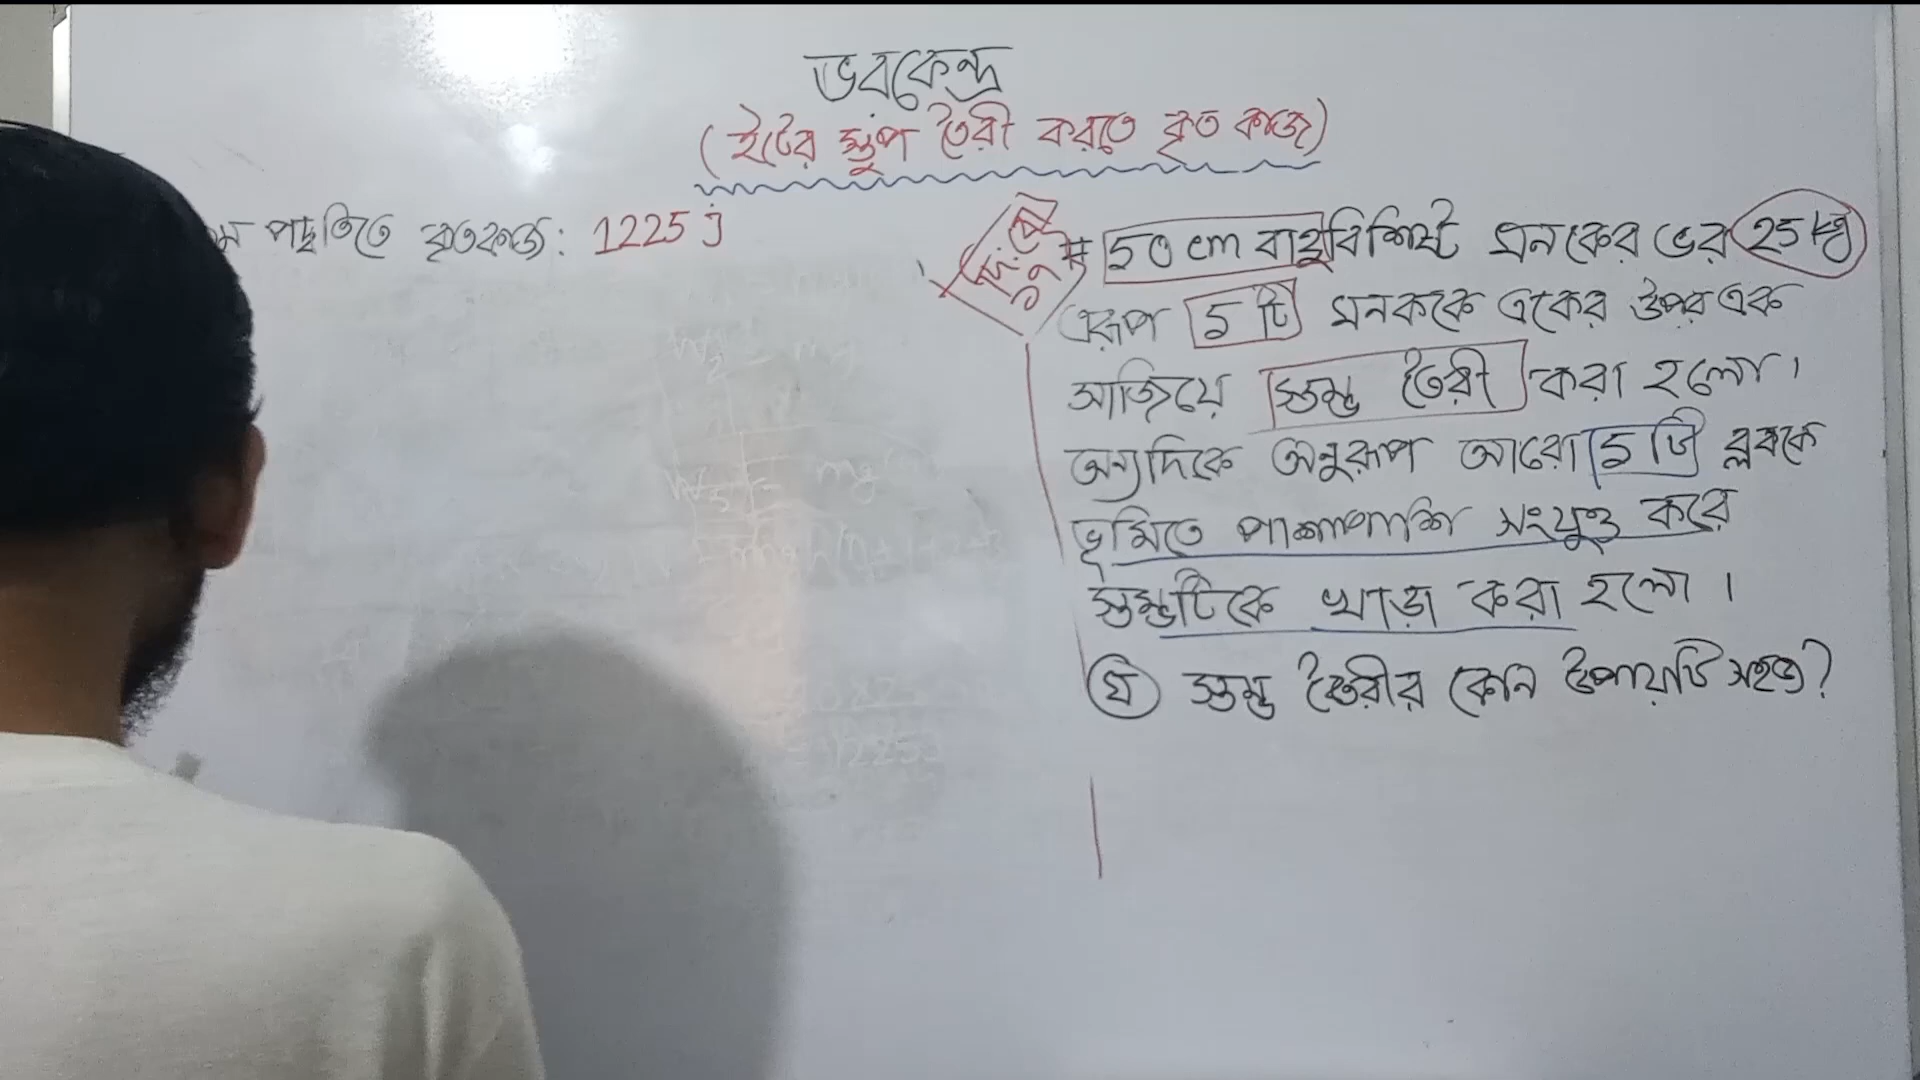 ভরকেন্দ্র
(ইটের স্তুপ তৈরী করতে কৃত কাজ)
ম পদ্ধতিতে কৃতকাজ: 1225 J
# 50 cm বাহুবিশিষ্ট ঘনকের ভর 25 kg
এরূপ 5 টি ঘনককে একের উপর এক
সাজিয়ে স্তম্ভ তৈরী করা হলো।
অন্যদিকে অনুরূপ আরো 5 টি ব্লককে
ভূমিতে পাশাপাশি সংযুক্ত করে
স্তম্ভটিকে খাড়া করা হলো।
ঘ স্তম্ভ তৈরীর কোন উপায়টি সহজ?